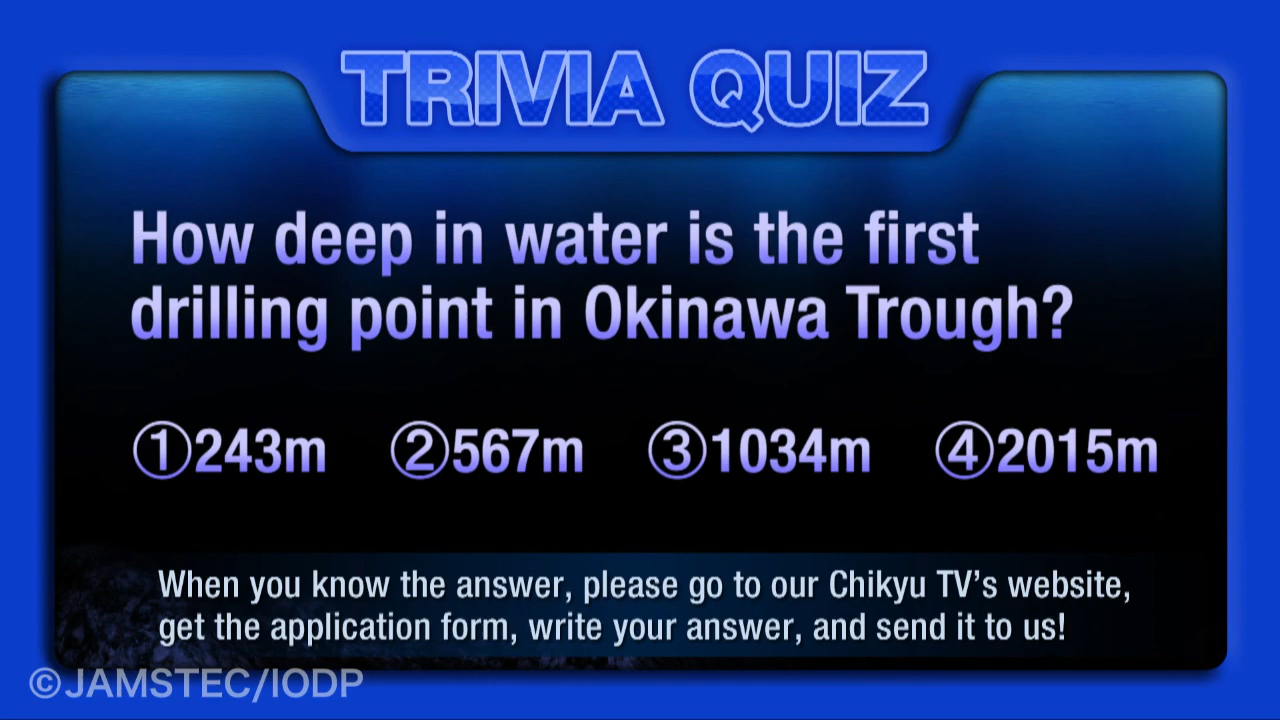 TRIVIA QUIZ
How deep in water is the first
drilling point in Okinawa Trough?
①243m ②567m ③1034m ④2015m
When you know the answer, please go to our Chikyu TV’s website,
get the application form, write your answer, and send it to us!
©JAMSTEC/IODP